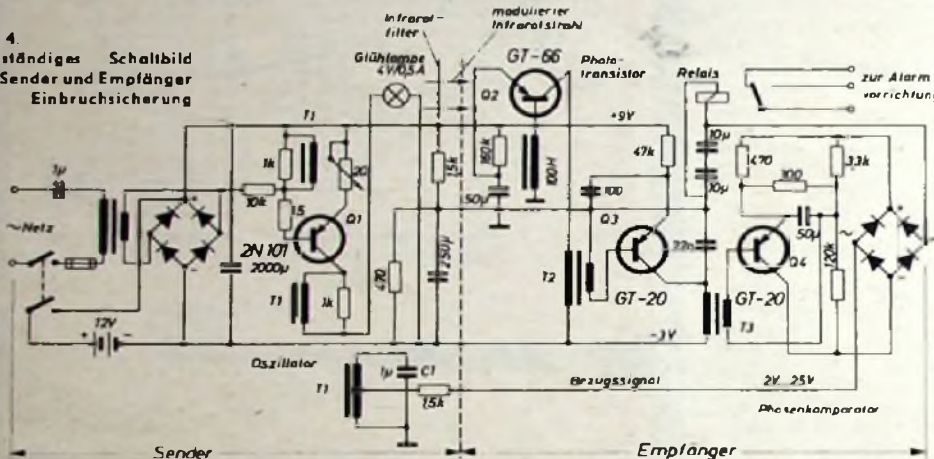 4.
ständiges Schaltbild
Sender und Empfänger
Einbruchsicherung
Infrarot-
filter
modulierter
Infrarotstrahl
Glühlampe
4V/0,5A
GT-66
Photo-
transistor
Relais
zur Alarm
vorrichtung
Q2
T1
+9V
1µ
1k
20
15k
160k
100H
47k
10µ
10µ
470
3,3k
100
10k
15
Q1
50µ
100
Q3
50µ
~Netz
2N 101
2000µ
T1
1k
470
250µ
T2
GT-20
22n
Q4
GT-20
T3
120k
~
12V
+
−
−3V
Oszillator
T1
1µ
C1
1,5k
Bezugssignal
2V...25V
Phasenkomparator
Sender
Empfänger